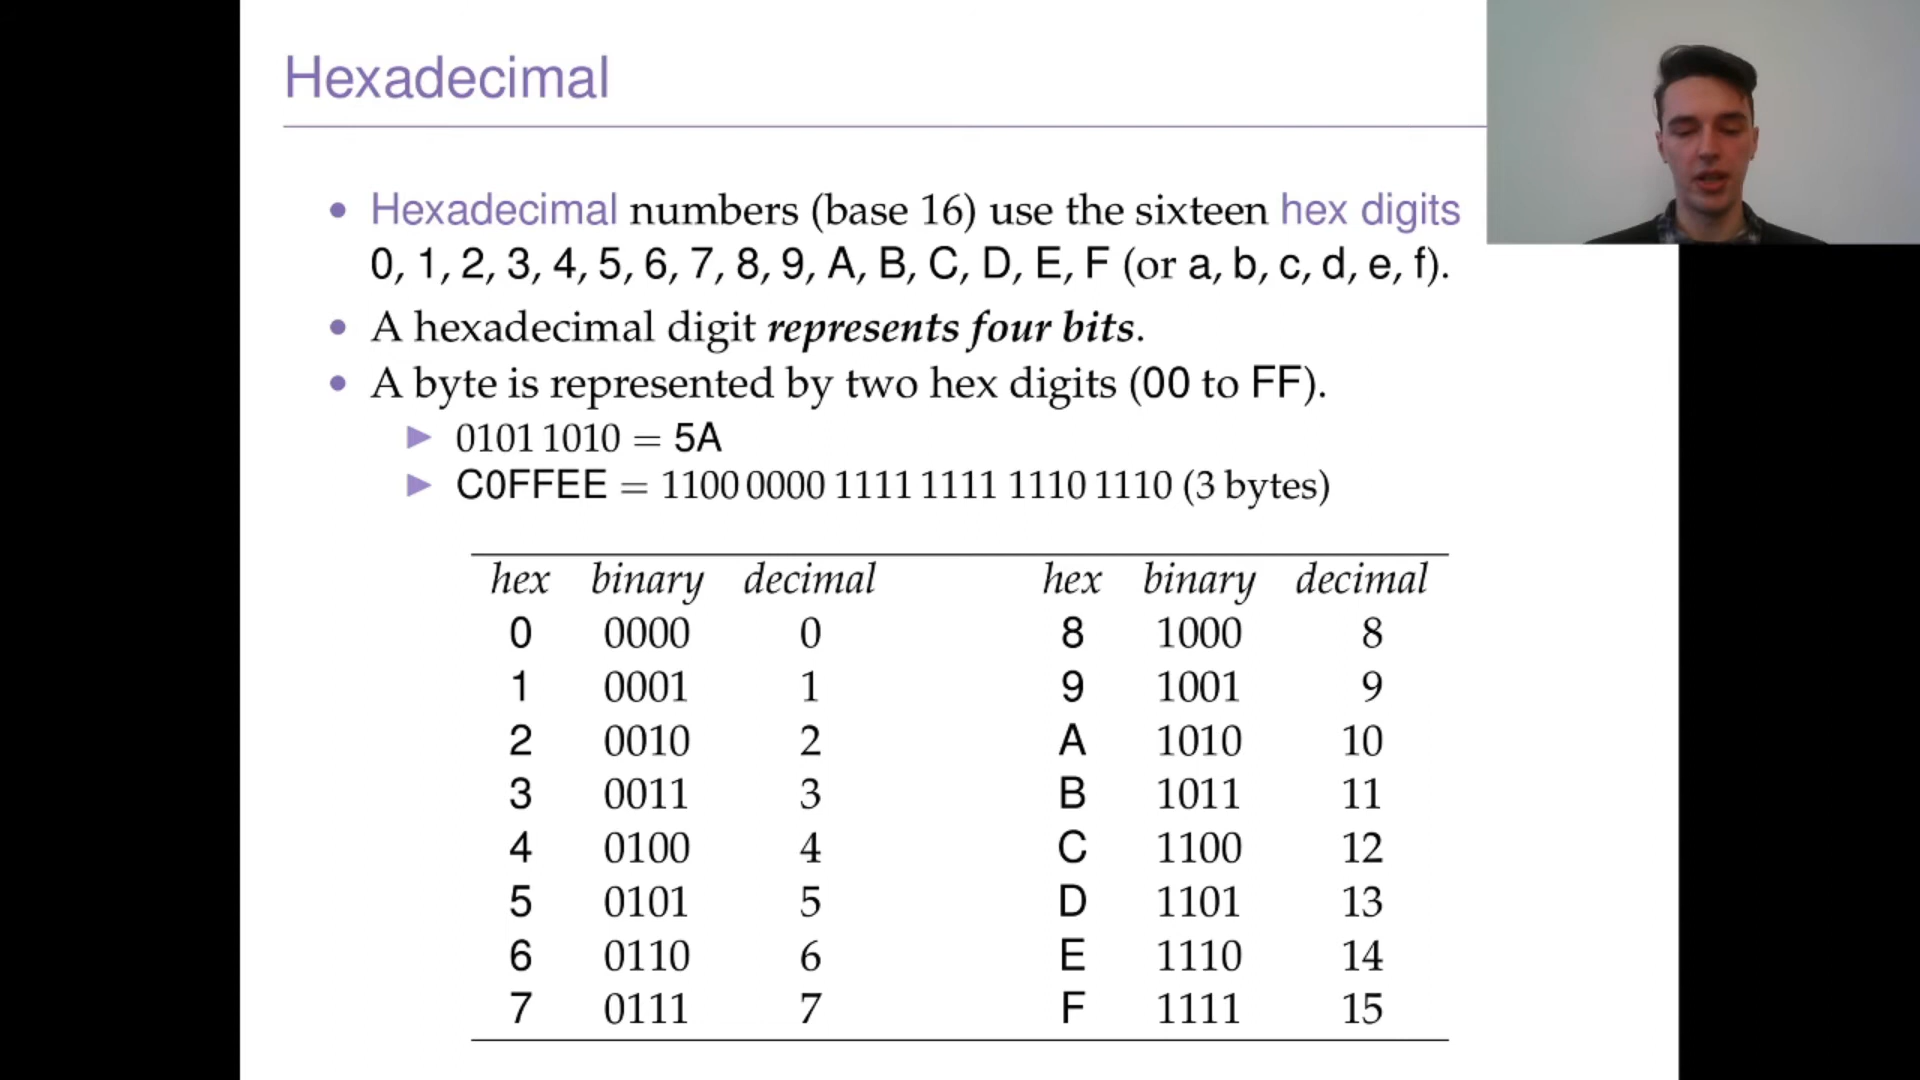 Hexadecimal
• Hexadecimal numbers (base 16) use the sixteen hex digits
0, 1, 2, 3, 4, 5, 6, 7, 8, 9, A, B, C, D, E, F (or a, b, c, d, e, f).
• A hexadecimal digit represents four bits.
• A byte is represented by two hex digits (00 to FF).
▶ 0101 1010 = 5A
▶ C0FFEE = 1100 0000 1111 1111 1110 1110 (3 bytes)
hex binary decimal hex binary decimal
0 0000 0 8 1000 8
1 0001 1 9 1001 9
2 0010 2 A 1010 10
3 0011 3 B 1011 11
4 0100 4 C 1100 12
5 0101 5 D 1101 13
6 0110 6 E 1110 14
7 0111 7 F 1111 15